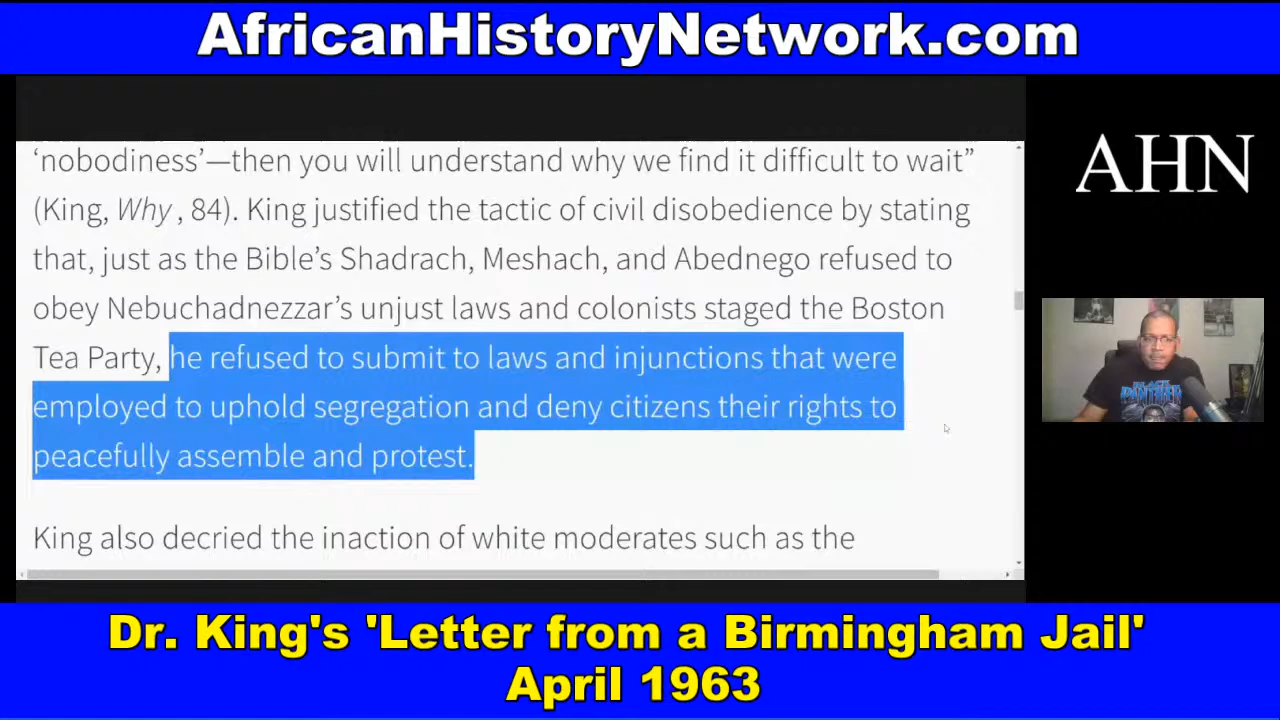 AfricanHistoryNetwork.com
‘nobodiness’—then you will understand why we find it difficult to wait”
(King, Why , 84). King justified the tactic of civil disobedience by stating
that, just as the Bible’s Shadrach, Meshach, and Abednego refused to
obey Nebuchadnezzar’s unjust laws and colonists staged the Boston
Tea Party, he refused to submit to laws and injunctions that were
employed to uphold segregation and deny citizens their rights to
peacefully assemble and protest.
King also decried the inaction of white moderates such as the
AHN
PANTHER
Dr. King's 'Letter from a Birmingham Jail'
April 1963